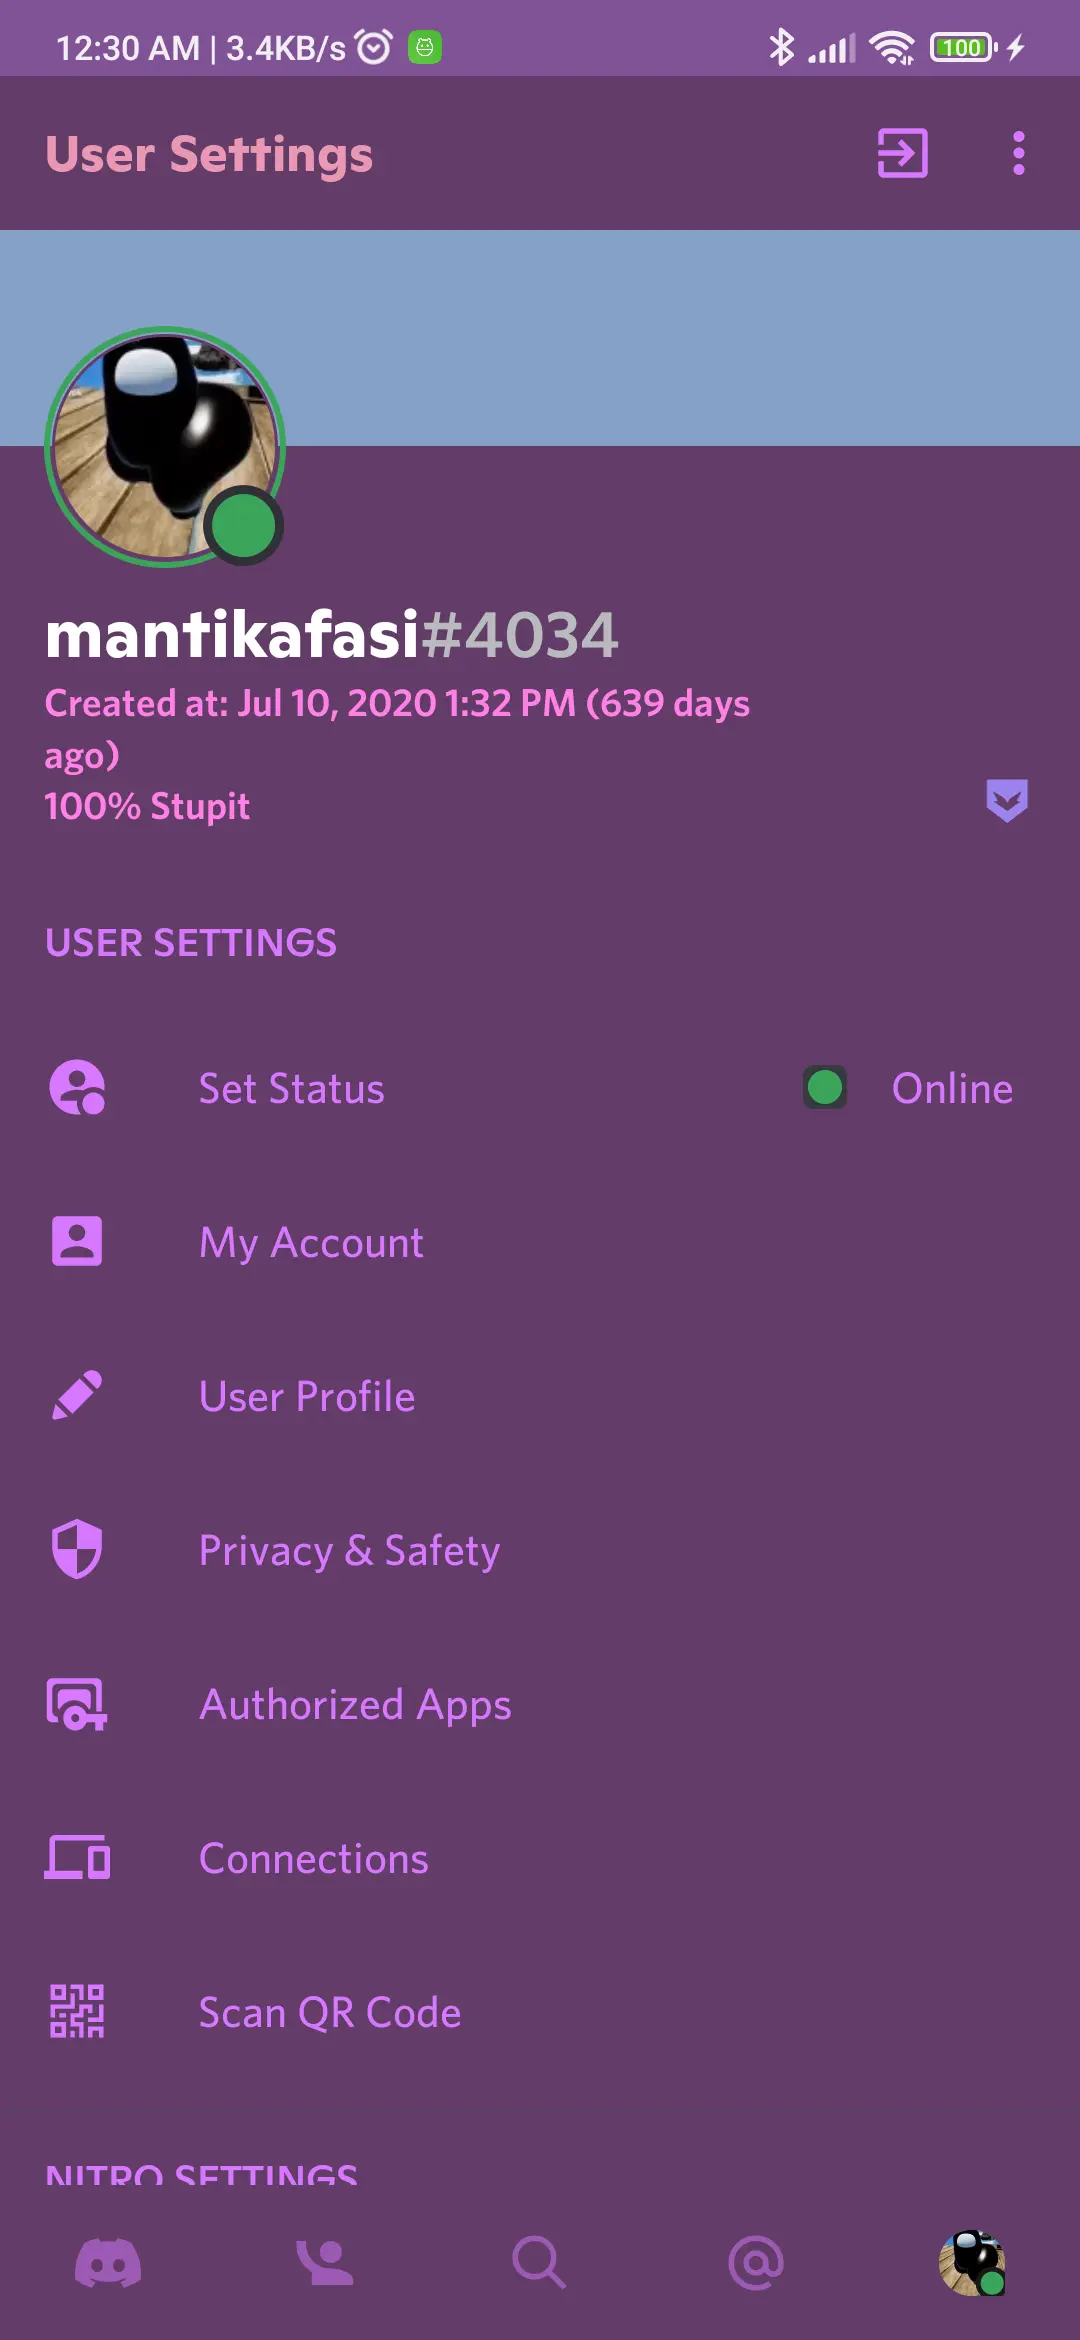 12:30 AM | 3.4KB/s
100
User Settings
mantikafasi#4034
Created at: Jul 10, 2020 1:32 PM (639 days
ago)
100% Stupit
USER SETTINGS
Set Status
Online
My Account
User Profile
Privacy & Safety
Authorized Apps
Connections
Scan QR Code
NITRO SETTINGS